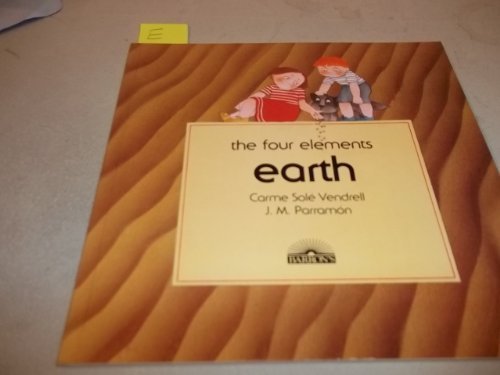 E
the four elements
earth
Carme Solé Vendrell
J. M. Parramón
BARRON'S